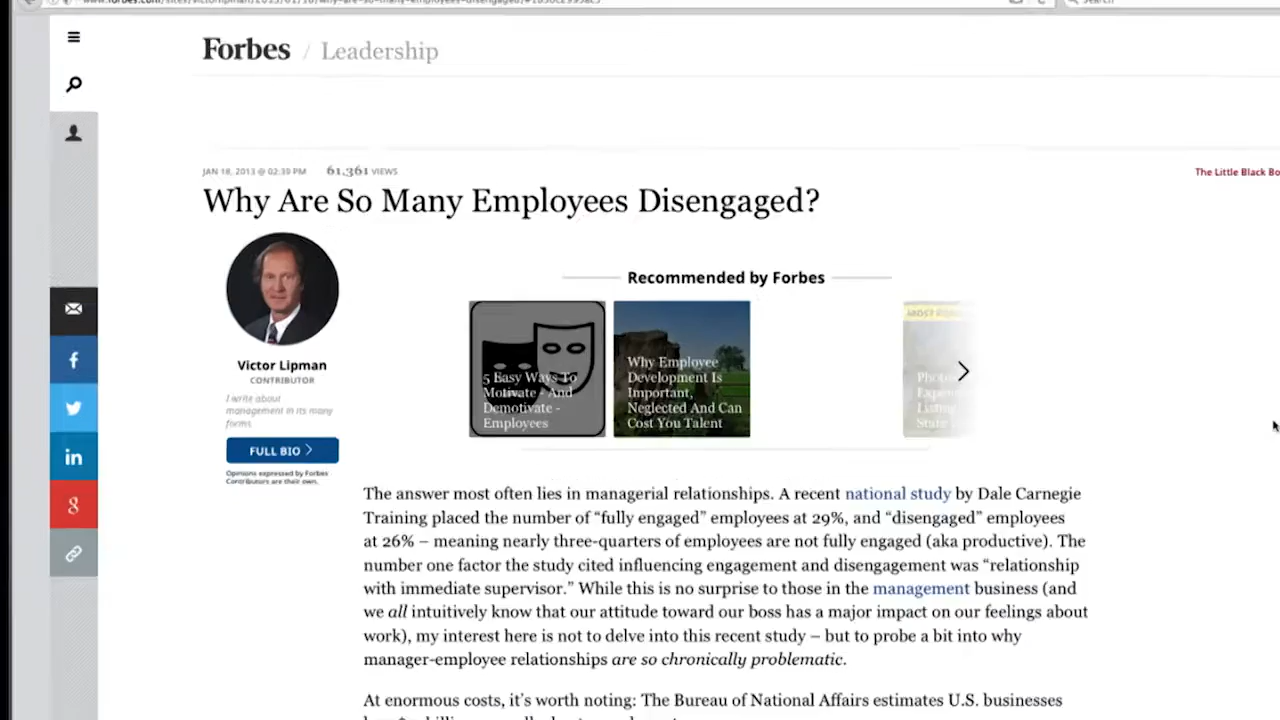 Forbes / Leadership
JAN 18, 2013 @ 02:39 PM 61,361 VIEWS
The Little Black Bo
Why Are So Many Employees Disengaged?
Recommended by Forbes
5 Easy Ways To
Motivate - And
Demotivate -
Employees
Why Employee
Development Is
Important,
Neglected And Can
Cost You Talent
Victor Lipman
CONTRIBUTOR
I write about
management in its many
forms
FULL BIO
Opinions expressed by Forbes
Contributors are their own.
The answer most often lies in managerial relationships. A recent national study by Dale Carnegie
Training placed the number of “fully engaged” employees at 29%, and “disengaged” employees
at 26% – meaning nearly three-quarters of employees are not fully engaged (aka productive). The
number one factor the study cited influencing engagement and disengagement was “relationship
with immediate supervisor.” While this is no surprise to those in the management business (and
we all intuitively know that our attitude toward our boss has a major impact on our feelings about
work), my interest here is not to delve into this recent study – but to probe a bit into why
manager-employee relationships are so chronically problematic.
At enormous costs, it’s worth noting: The Bureau of National Affairs estimates U.S. businesses